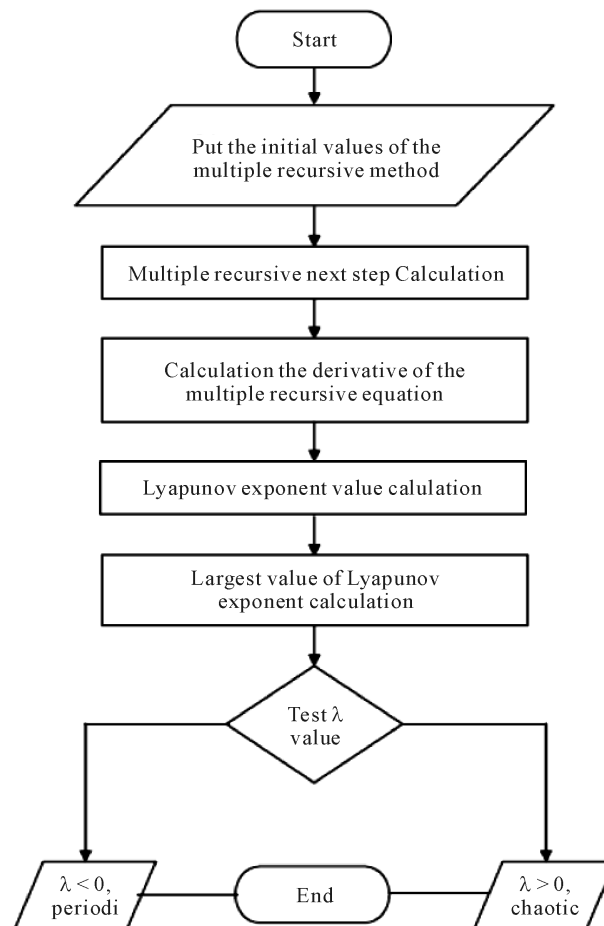 Start
Put the initial values of the
multiple recursive method
Multiple recursive next step Calculation
Calculation the derivative of the
multiple recursive equation
Lyapunov exponent value calulation
Largest value of Lyapunov
exponent calculation
Test λ
value
λ < 0,
periodi
End
λ > 0,
chaotic